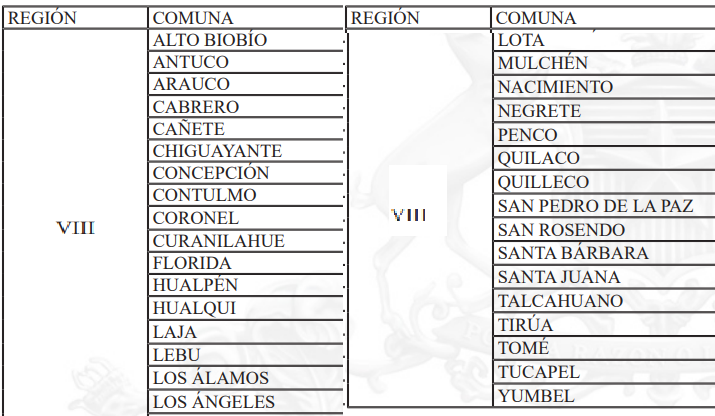 REGIÓN COMUNA
VIII
ALTO BIOBÍO
ANTUCO
ARAUCO
CABRERO
CAÑETE
CHIGUAYANTE
CONCEPCIÓN
CONTULMO
CORONEL
CURANILAHUE
FLORIDA
HUALPÉN
HUALQUI
LAJA
LEBU
LOS ÁLAMOS
LOS ÁNGELES
REGIÓN COMUNA
VIII
LOTA
MULCHÉN
NACIMIENTO
NEGRETE
PENCO
QUILACO
QUILLECO
SAN PEDRO DE LA PAZ
SAN ROSENDO
SANTA BÁRBARA
SANTA JUANA
TALCAHUANO
TIRÚA
TOMÉ
TUCAPEL
YUMBEL